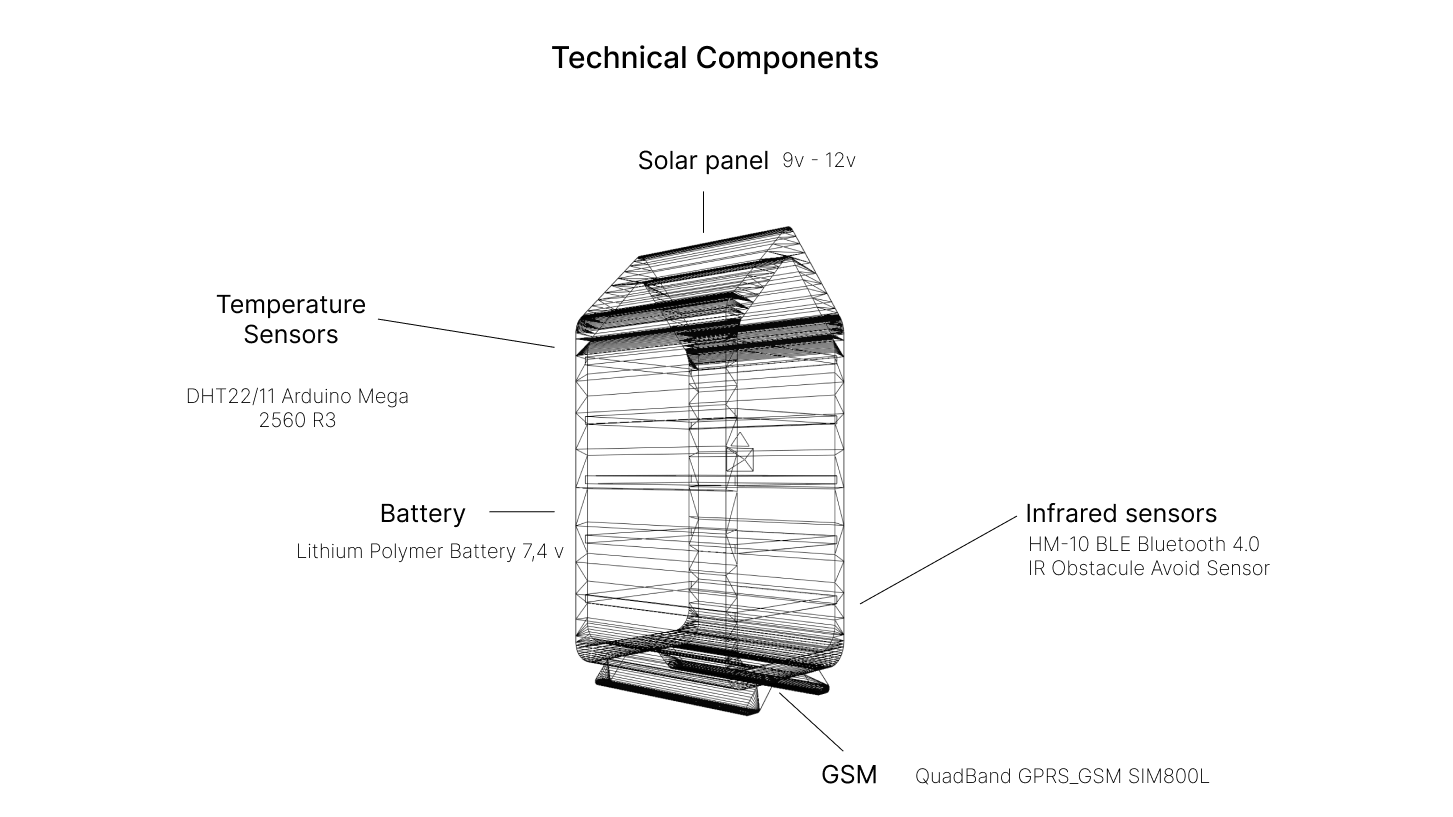 Technical Components
Solar panel 9v - 12v
Temperature
Sensors
DHT22/11 Arduino Mega
2560 R3
Battery
Lithium Polymer Battery 7,4 v
Infrared sensors
HM-10 BLE Bluetooth 4.0
IR Obstacule Avoid Sensor
GSM QuadBand GPRS_GSM SIM800L